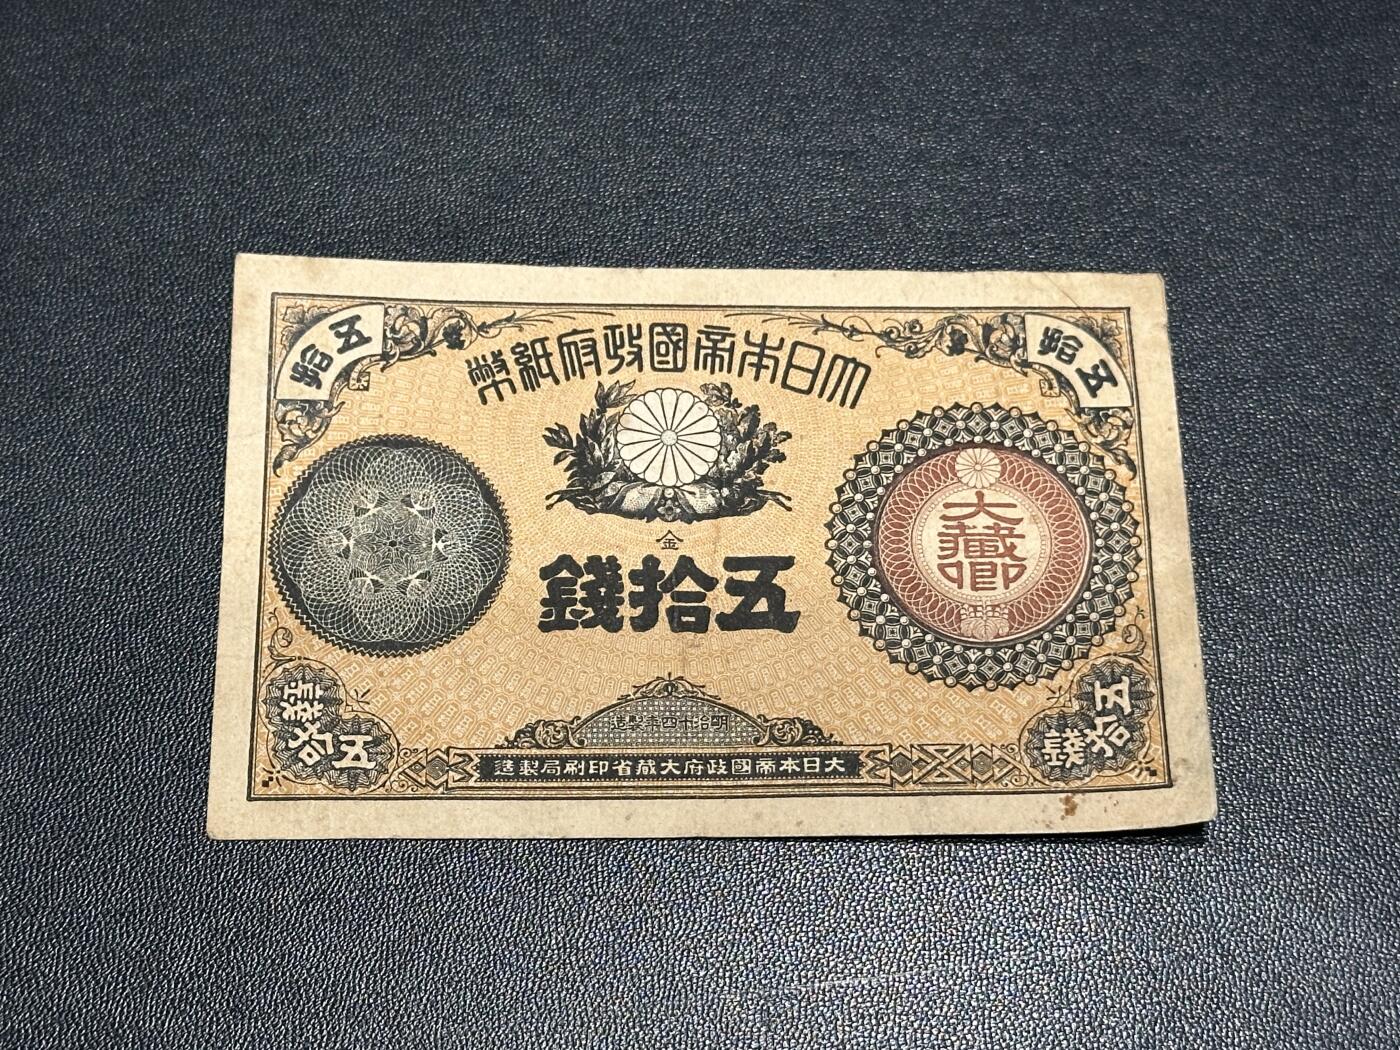 五拾
五拾
大日本帝國政府紙幣
大藏卿
金
五拾錢
明治十四年製造
大日本帝國政府大藏省印刷局製造
五拾錢
五拾錢